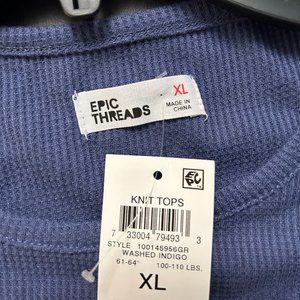 EPIC
THREADS
XL
MADE IN
CHINA
KNIT TOPS
7 33004 79493 3
STYLE 100145956GR
WASHED INDIGO
61-64" 100-110 LBS.
XL